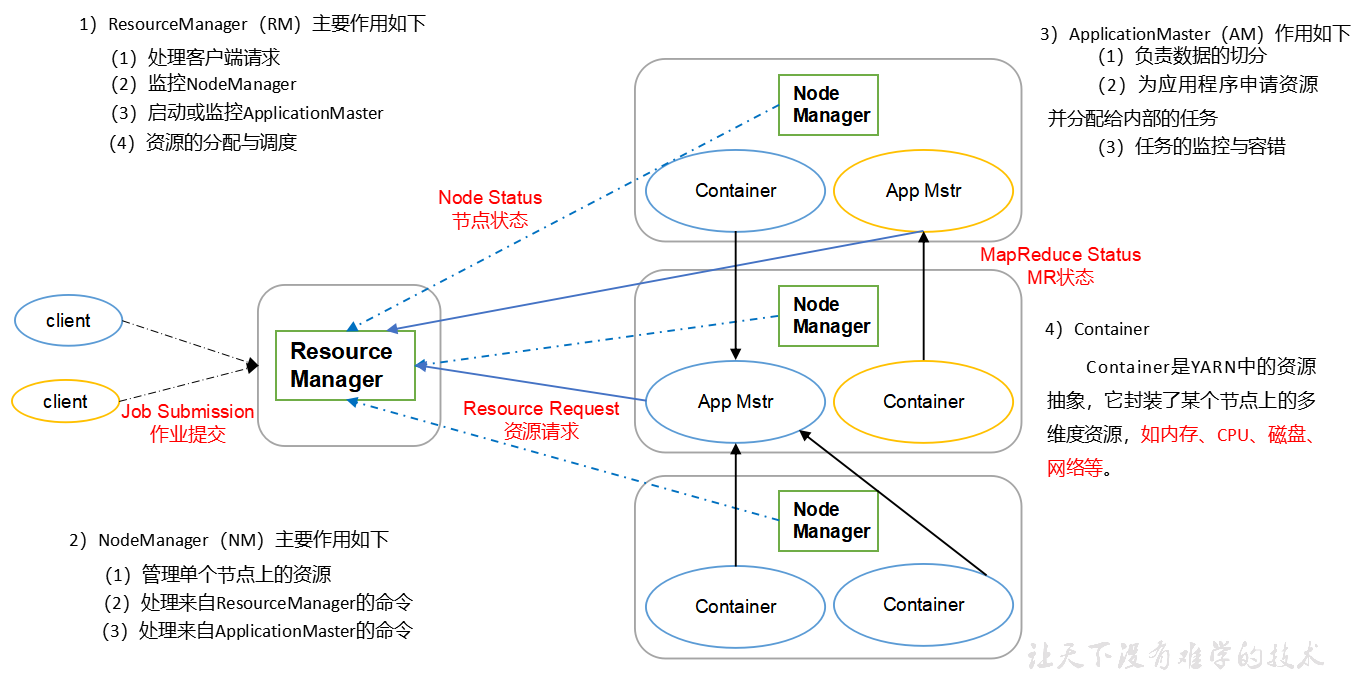 1）ResourceManager（RM）主要作用如下
（1）处理客户端请求
（2）监控NodeManager
（3）启动或监控ApplicationMaster
（4）资源的分配与调度
3）ApplicationMaster（AM）作用如下
（1）负责数据的切分
（2）为应用程序申请资源
并分配给内部的任务
（3）任务的监控与容错
Node
Manager
Container
App Mstr
Node Status
节点状态
MapReduce Status
MR状态
client
client
Job Submission
作业提交
Resource
Manager
Resource Request
资源请求
Node
Manager
App Mstr
Container
4）Container
Container是YARN中的资源
抽象，它封装了某个节点上的多
维度资源，如内存、CPU、磁盘、
网络等。
2）NodeManager（NM）主要作用如下
（1）管理单个节点上的资源
（2）处理来自ResourceManager的命令
（3）处理来自ApplicationMaster的命令
Node
Manager
Container
Container
让天下没有难学的技术